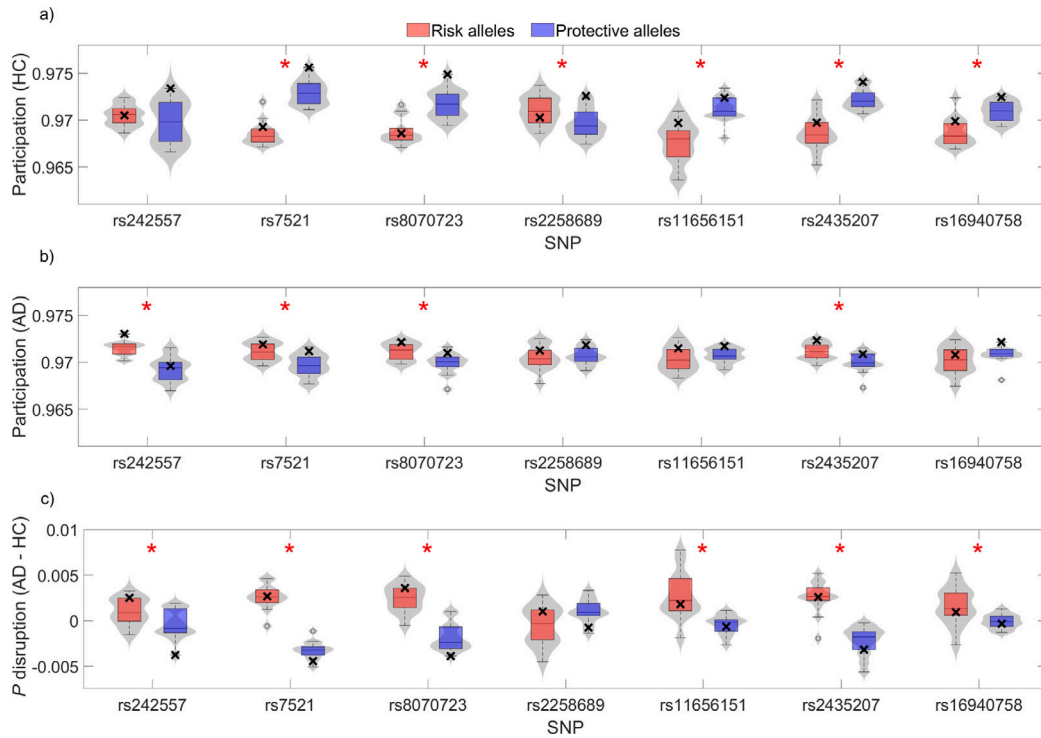 a)
Risk alleles Protective alleles
Participation (HC)
0.975
0.97
0.965
* * * * * *
rs242557 rs7521 rs8070723 rs2258689 rs11656151 rs2435207 rs16940758
SNP
b)
Participation (AD)
0.975
0.97
0.965
* * * *
rs242557 rs7521 rs8070723 rs2258689 rs11656151 rs2435207 rs16940758
SNP
c)
P disruption (AD - HC)
0.01
0.005
0
-0.005
* * * * * *
rs242557 rs7521 rs8070723 rs2258689 rs11656151 rs2435207 rs16940758
SNP